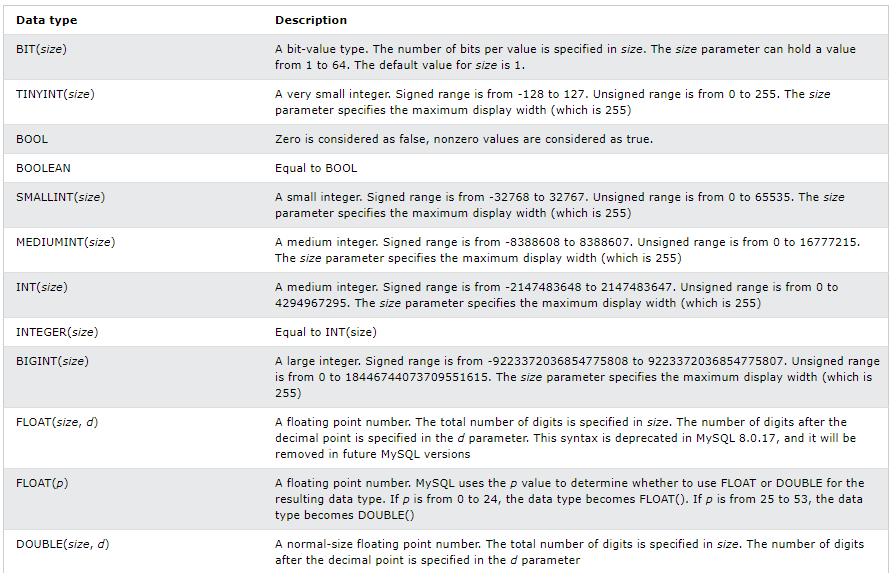 Data type Description
BIT(size) A bit-value type. The number of bits per value is specified in size. The size parameter can hold a value
from 1 to 64. The default value for size is 1.
TINYINT(size) A very small integer. Signed range is from -128 to 127. Unsigned range is from 0 to 255. The size
parameter specifies the maximum display width (which is 255)
BOOL Zero is considered as false, nonzero values are considered as true.
BOOLEAN Equal to BOOL
SMALLINT(size) A small integer. Signed range is from -32768 to 32767. Unsigned range is from 0 to 65535. The size
parameter specifies the maximum display width (which is 255)
MEDIUMINT(size) A medium integer. Signed range is from -8388608 to 8388607. Unsigned range is from 0 to 16777215.
The size parameter specifies the maximum display width (which is 255)
INT(size) A medium integer. Signed range is from -2147483648 to 2147483647. Unsigned range is from 0 to
4294967295. The size parameter specifies the maximum display width (which is 255)
INTEGER(size) Equal to INT(size)
BIGINT(size) A large integer. Signed range is from -9223372036854775808 to 9223372036854775807. Unsigned range
is from 0 to 18446744073709551615. The size parameter specifies the maximum display width (which is
255)
FLOAT(size, d) A floating point number. The total number of digits is specified in size. The number of digits after the
decimal point is specified in the d parameter. This syntax is deprecated in MySQL 8.0.17, and it will be
removed in future MySQL versions
FLOAT(p) A floating point number. MySQL uses the p value to determine whether to use FLOAT or DOUBLE for the
resulting data type. If p is from 0 to 24, the data type becomes FLOAT(). If p is from 25 to 53, the data
type becomes DOUBLE()
DOUBLE(size, d) A normal-size floating point number. The total number of digits is specified in size. The number of digits
after the decimal point is specified in the d parameter